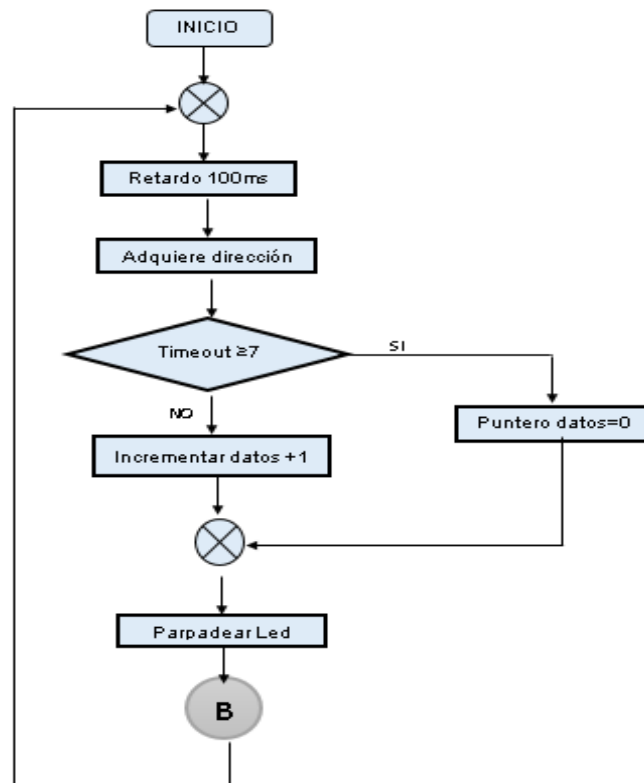 INICIO
Retardo 100ms
Adquiere dirección
Timeout ≥7
SI
NO
Puntero datos=0
Incrementar datos +1
Parpadear Led
B